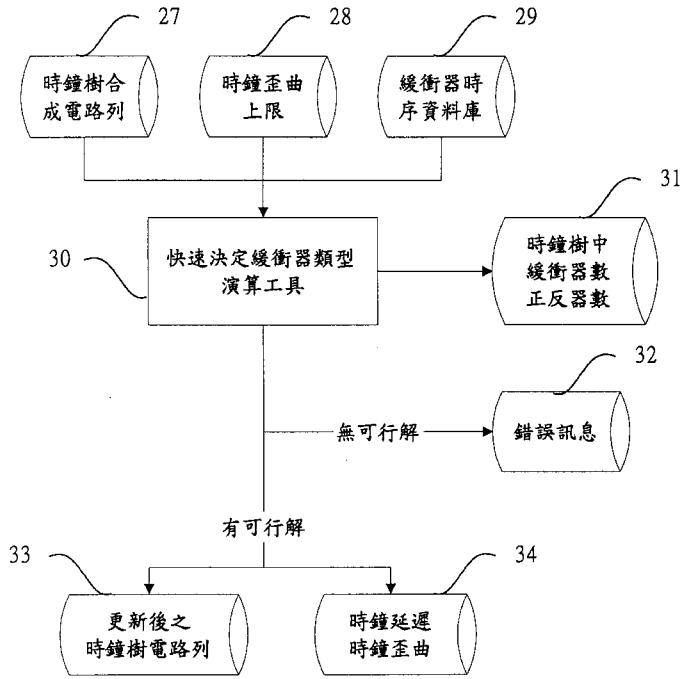 27
28
29
時鐘樹合
成電路列
時鐘歪曲
上限
緩衝器時
序資料庫
30
快速決定緩衝器類型
演算工具
31
時鐘樹中
緩衝器數
正反器數
32
無可行解
錯誤訊息
有可行解
33
34
更新後之
時鐘樹電路列
時鐘延遲
時鐘歪曲